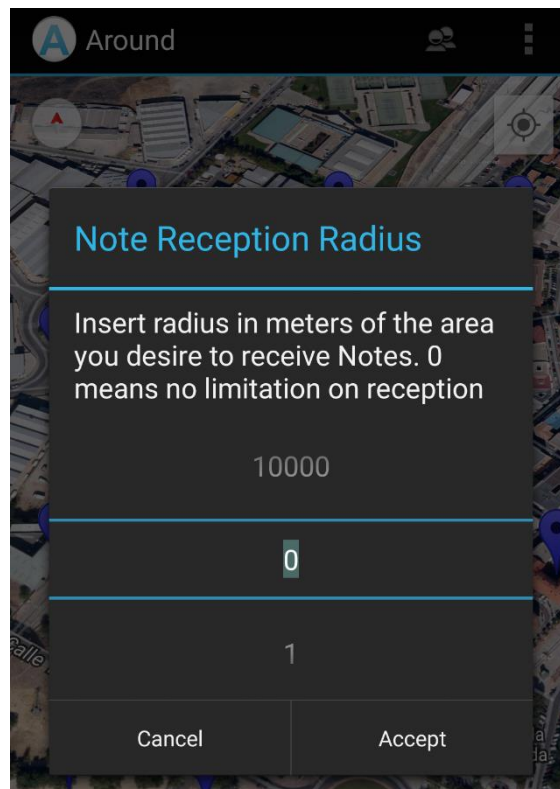 A Around
Note Reception Radius
Insert radius in meters of the area
you desire to receive Notes. 0
means no limitation on reception
10000
0
1
Calle
Cancel Accept